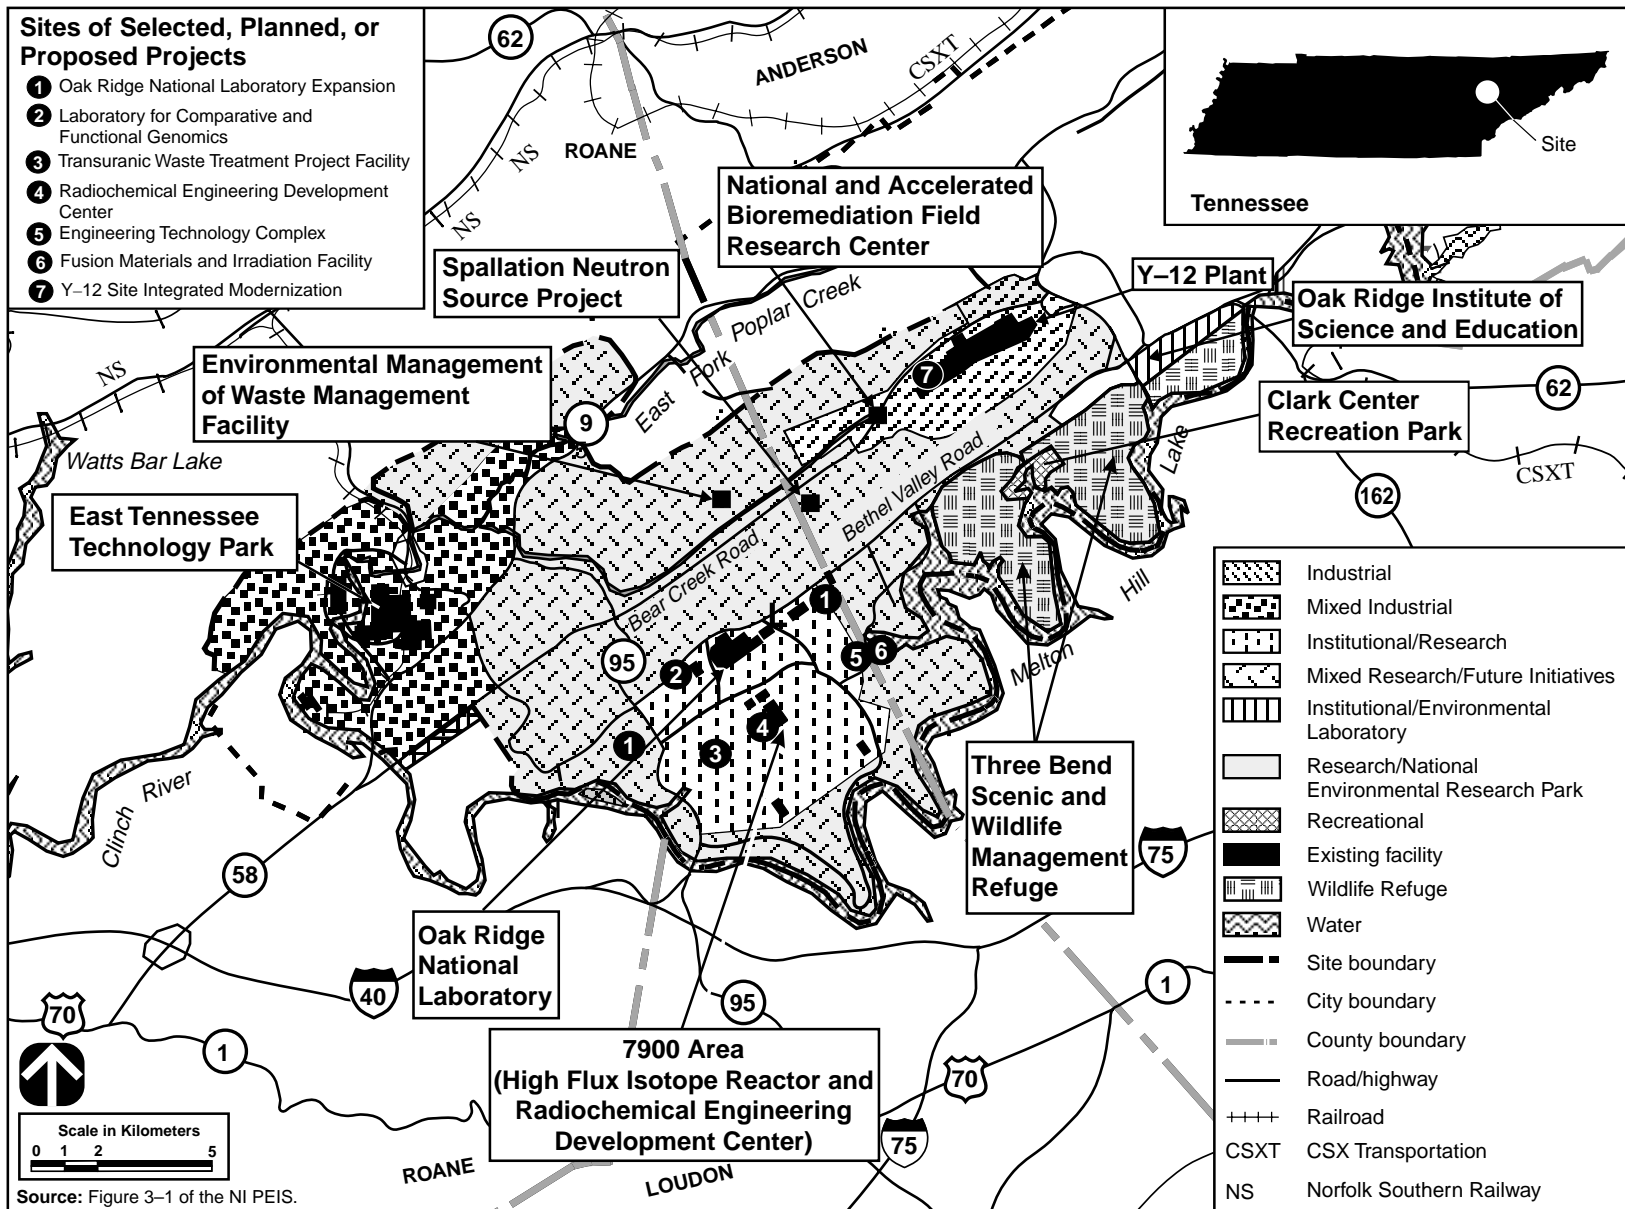 Sites of Selected, Planned, or
Proposed Projects
1 Oak Ridge National Laboratory Expansion
2 Laboratory for Comparative and
Functional Genomics
3 Transuranic Waste Treatment Project Facility
4 Radiochemical Engineering Development
Center
5 Engineering Technology Complex
6 Fusion Materials and Irradiation Facility
7 Y–12 Site Integrated Modernization
62
ANDERSON
CSXT
NS
ROANE
NS
Site
Tennessee
National and Accelerated
Bioremediation Field
Research Center
Spallation Neutron
Source Project
Y–12 Plant
Oak Ridge Institute of
Science and Education
East Fork Poplar Creek
Environmental Management
of Waste Management
Facility
NS
9
7
62
Clark Center
Recreation Park
Watts Bar Lake
CSXT
162
East Tennessee
Technology Park
Bethel Valley Road
Bear Creek Road
Melton Hill Lake
95
1
2
5
6
1
3
4
Clinch River
58
Three Bend
Scenic and
Wildlife
Management
Refuge
75
Oak Ridge
National
Laboratory
40
95
1
70
1
7900 Area
(High Flux Isotope Reactor and
Radiochemical Engineering
Development Center)
70
75
ROANE
LOUDON
Scale in Kilometers
0 1 2 5
Source: Figure 3–1 of the NI PEIS.
Industrial
Mixed Industrial
Institutional/Research
Mixed Research/Future Initiatives
Institutional/Environmental
Laboratory
Research/National
Environmental Research Park
Recreational
Existing facility
Wildlife Refuge
Water
Site boundary
City boundary
County boundary
Road/highway
Railroad
CSXT CSX Transportation
NS Norfolk Southern Railway